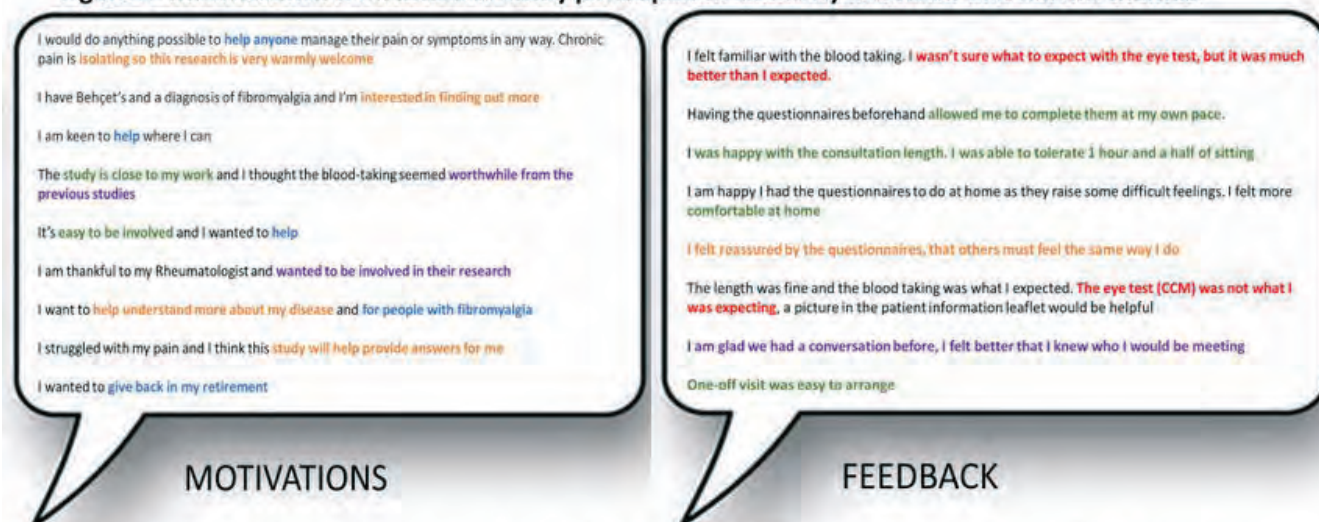 I would do anything possible to help anyone manage their pain or symptoms in any way. Chronic
pain is isolating so this research is very warmly welcome
I have Behçet's and a diagnosis of fibromyalgia and I'm interested in finding out more
I am keen to help where I can
The study is close to my work and I thought the blood-taking seemed worthwhile from the
previous studies
It's easy to be involved and I wanted to help
I am thankful to my Rheumatologist and wanted to be involved in their research
I want to help understand more about my disease and for people with fibromyalgia
I struggled with my pain and I think this study will help provide answers for me
I wanted to give back in my retirement
MOTIVATIONS
I felt familiar with the blood taking. I wasn't sure what to expect with the eye test, but it was much
better than I expected.
Having the questionnaires beforehand allowed me to complete them at my own pace.
I was happy with the consultation length. I was able to tolerate 1 hour and a half of sitting
I am happy I had the questionnaires to do at home as they raise some difficult feelings. I felt more
comfortable at home
I felt reassured by the questionnaires, that others must feel the same way I do
The length was fine and the blood taking was what I expected. The eye test (CCM) was not what I
was expecting, a picture in the patient information leaflet would be helpful
I am glad we had a conversation before, I felt better that I knew who I would be meeting
One-off visit was easy to arrange
FEEDBACK